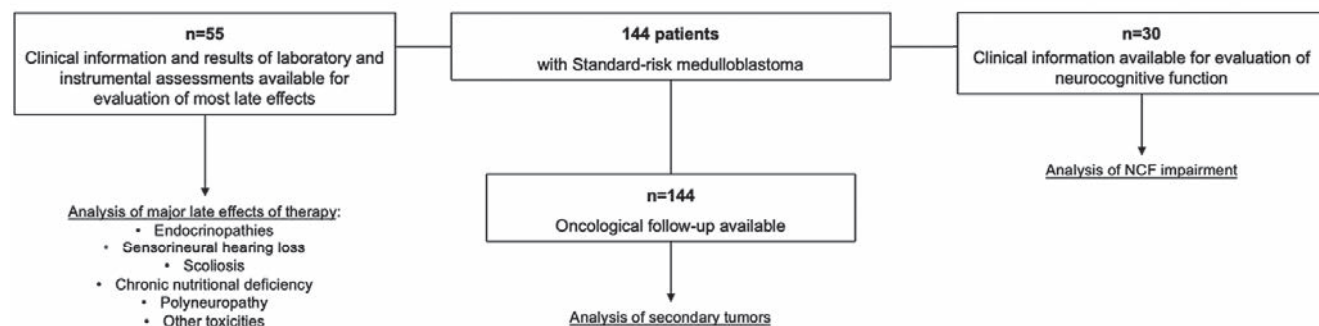 n=55
Clinical information and results of laboratory and
instrumental assessments available for
evaluation of most late effects
144 patients
with Standard-risk medulloblastoma
n=30
Clinical information available for evaluation of
neurocognitive function
Analysis of NCF impairment
n=144
Oncological follow-up available
Analysis of major late effects of therapy:
• Endocrinopathies
• Sensorineural hearing loss
• Scoliosis
• Chronic nutritional deficiency
• Polyneuropathy
• Other toxicities
Analysis of secondary tumors